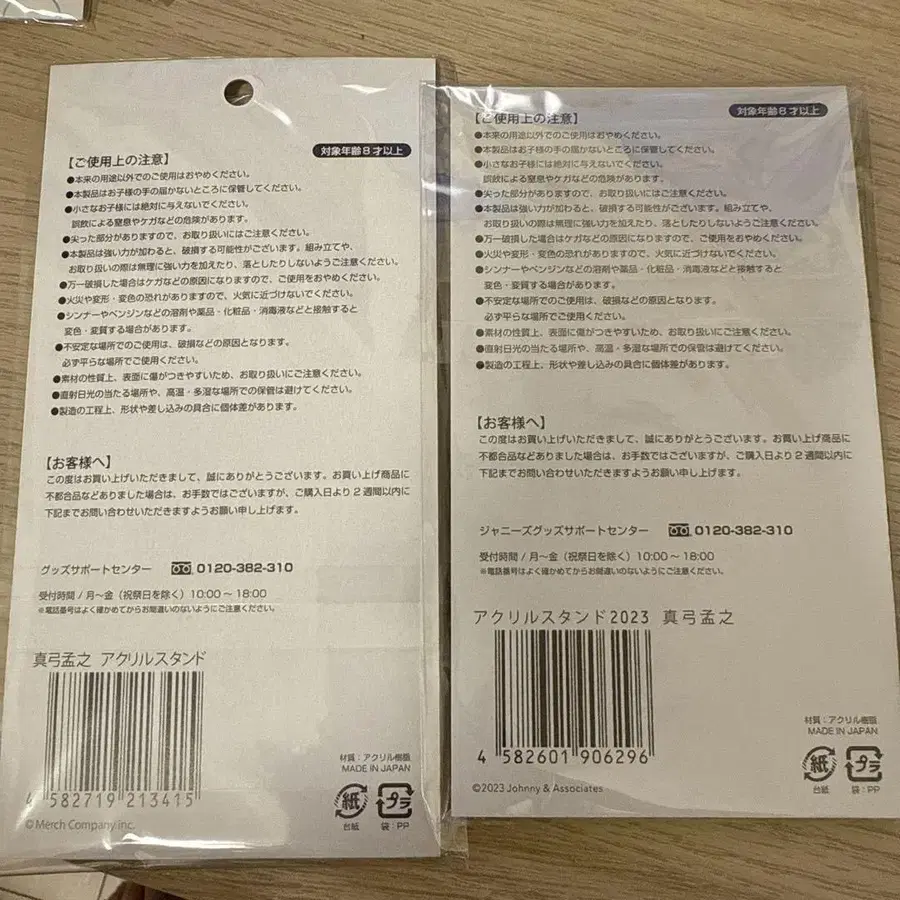 対象年齢8才以上
【ご使用上の注意】
●本来の用途以外でのご使用はおやめください。
●本製品はお子様の手の届かないところに保管してください。
●小さなお子様には絶対に与えないでください。
誤飲による窒息やケガなどの危険があります。
●尖った部分がありますので、お取り扱いにはご注意ください。
●本製品は強い力が加わると、破損する可能性がございます。組み立てや、
お取り扱いの際は無理に強い力を加えたり、落としたりしないようご注意ください。
●万一破損した場合はケガなどの原因になりますので、ご使用をおやめください。
●火災や変形・変色の恐れがありますので、火気に近づけないでください。
●シンナーやベンジンなどの溶剤や薬品・化粧品・消毒液などと接触すると
変色・変質する場合があります。
●不安定な場所でのご使用は、破損などの原因となります。
必ず平らな場所でご使用ください。
●素材の性質上、表面に傷がつきやすいため、お取り扱いにご注意ください。
●直射日光の当たる場所や、高温・多湿な場所での保管は避けてください。
●製造の工程上、形状や差し込みの具合に個体差があります。
【お客様へ】
この度はお買い上げいただきまして、誠にありがとうございます。お買い上げ商品に
不都合品などありました場合は、お手数ではございますが、ご購入日より2週間以内に
下記までお問い合わせいただきますようお願い申し上げます。
グッズサポートセンター 0120-382-310
受付時間/月〜金(祝祭日を除く)10:00〜18:00
※電話番号はよく確かめてからお間違いのないようにご注意ください。
真弓孟之 アクリルスタンド
4 582719 213415
© Merch Company inc.
材質:アクリル樹脂
MADE IN JAPAN
紙 プラ
台紙 袋:PP
対象年齢8才以上
【ご使用上の注意】
●本来の用途以外でのご使用はおやめください。
●本製品はお子様の手の届かないところに保管してください。
●小さなお子様には絶対に与えないでください。
誤飲による窒息やケガなどの危険があります。
●尖った部分がありますので、お取り扱いにはご注意ください。
●本製品は強い力が加わると、破損する可能性がございます。組み立てや、
お取り扱いの際は無理に強い力を加えたり、落としたりしないようご注意ください。
●万一破損した場合はケガなどの原因になりますので、ご使用をおやめください。
●火災や変形・変色の恐れがありますので、火気に近づけないでください。
●シンナーやベンジンなどの溶剤や薬品・化粧品・消毒液などと接触すると
変色・変質する場合があります。
●不安定な場所でのご使用は、破損などの原因となります。
必ず平らな場所でご使用ください。
●素材の性質上、表面に傷がつきやすいため、お取り扱いにご注意ください。
●直射日光の当たる場所や、高温・多湿な場所での保管は避けてください。
●製造の工程上、形状や差し込みの具合に個体差があります。
【お客様へ】
この度はお買い上げいただきまして、誠にありがとうございます。お買い上げ商品に
不都合品などありました場合は、お手数ではございますが、ご購入日より2週間以内に
下記までお問い合わせいただきますようお願い申し上げます。
ジャニーズグッズサポートセンター 0120-382-310
受付時間/月〜金(祝祭日を除く)10:00〜18:00
※電話番号はよく確かめてからお間違いのないようにご注意ください。
アクリルスタンド2023 真弓孟之
4 582601 906296
©2023 Johnny & Associates
材質:アクリル樹脂
MADE IN JAPAN
紙 プラ
台紙 袋:PP